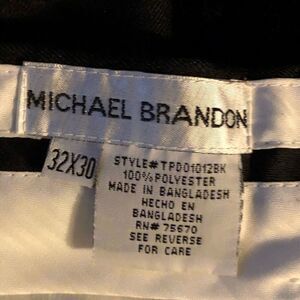 MICHAEL BRANDON
32X30
STYLE# TPD01012BK
100% POLYESTER
MADE IN BANGLADESH
HECHO EN
BANGLADESH
RN# 75670
SEE REVERSE
FOR CARE